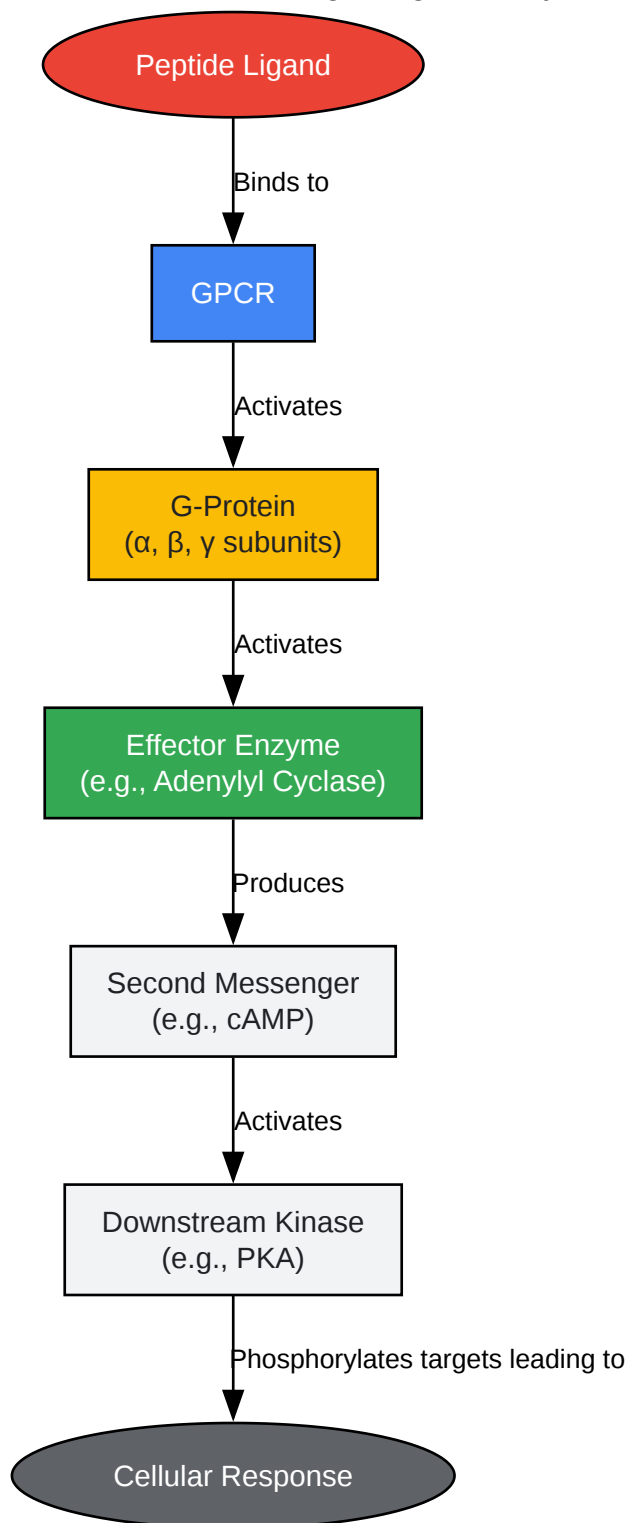 Peptide Ligand
Binds to
GPCR
Activates
G-Protein
(α, β, γ subunits)
Activates
Effector Enzyme
(e.g., Adenylyl Cyclase)
Produces
Second Messenger
(e.g., cAMP)
Activates
Downstream Kinase
(e.g., PKA)
Phosphorylates targets leading to
Cellular Response